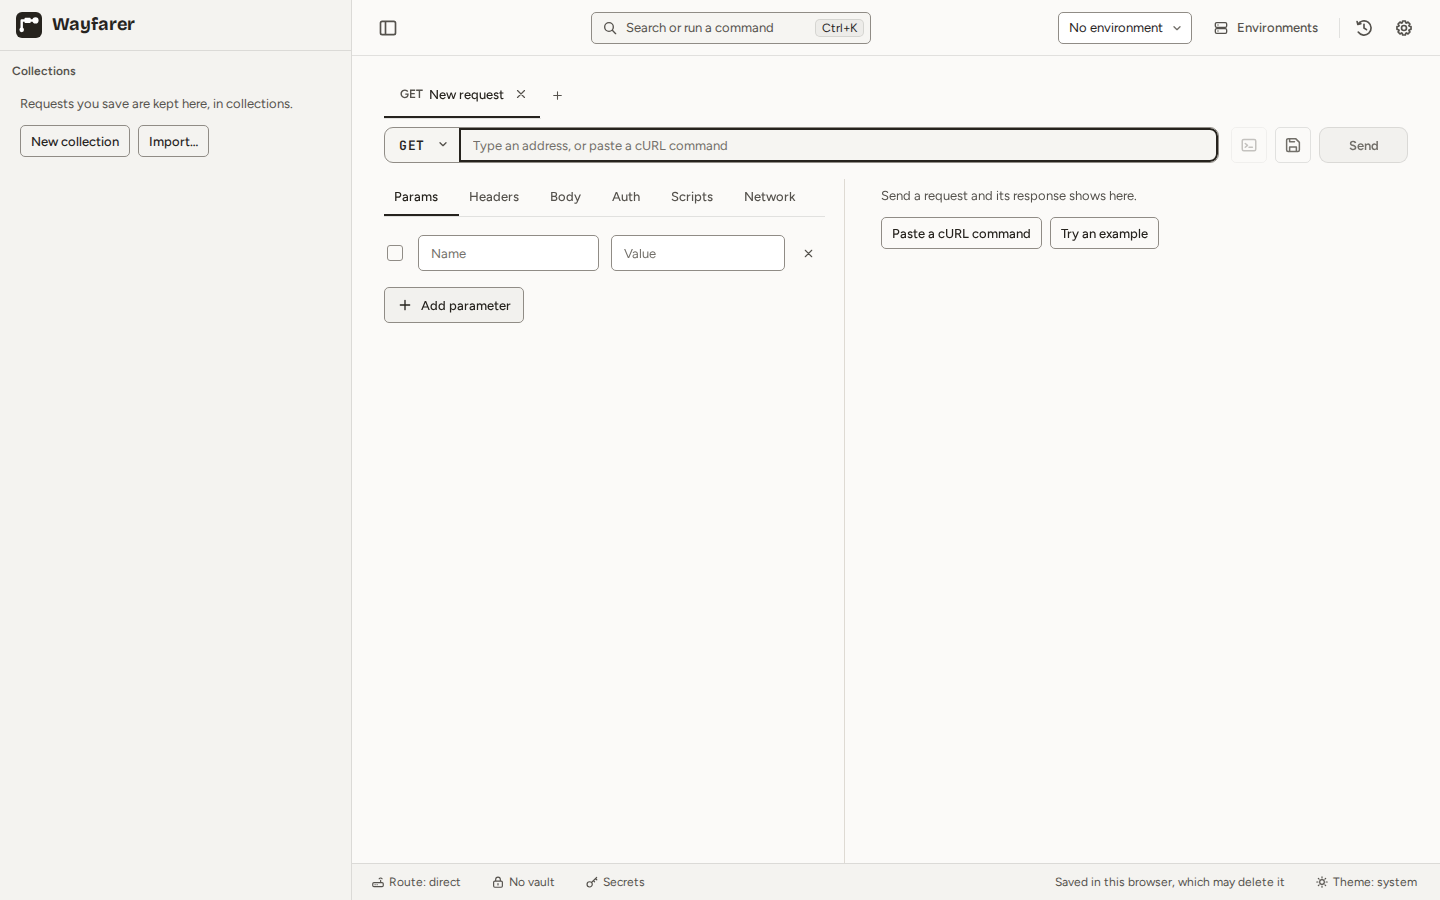 Wayfarer
Collections
Requests you save are kept here, in collections.
New collection
Import...
Search or run a command
Ctrl+K
No environment
Environments
GET New request
GET
Type an address, or paste a cURL command
Send
Params
Headers
Body
Auth
Scripts
Network
Name
Value
Add parameter
Send a request and its response shows here.
Paste a cURL command
Try an example
Route: direct
No vault
Secrets
Saved in this browser, which may delete it
Theme: system